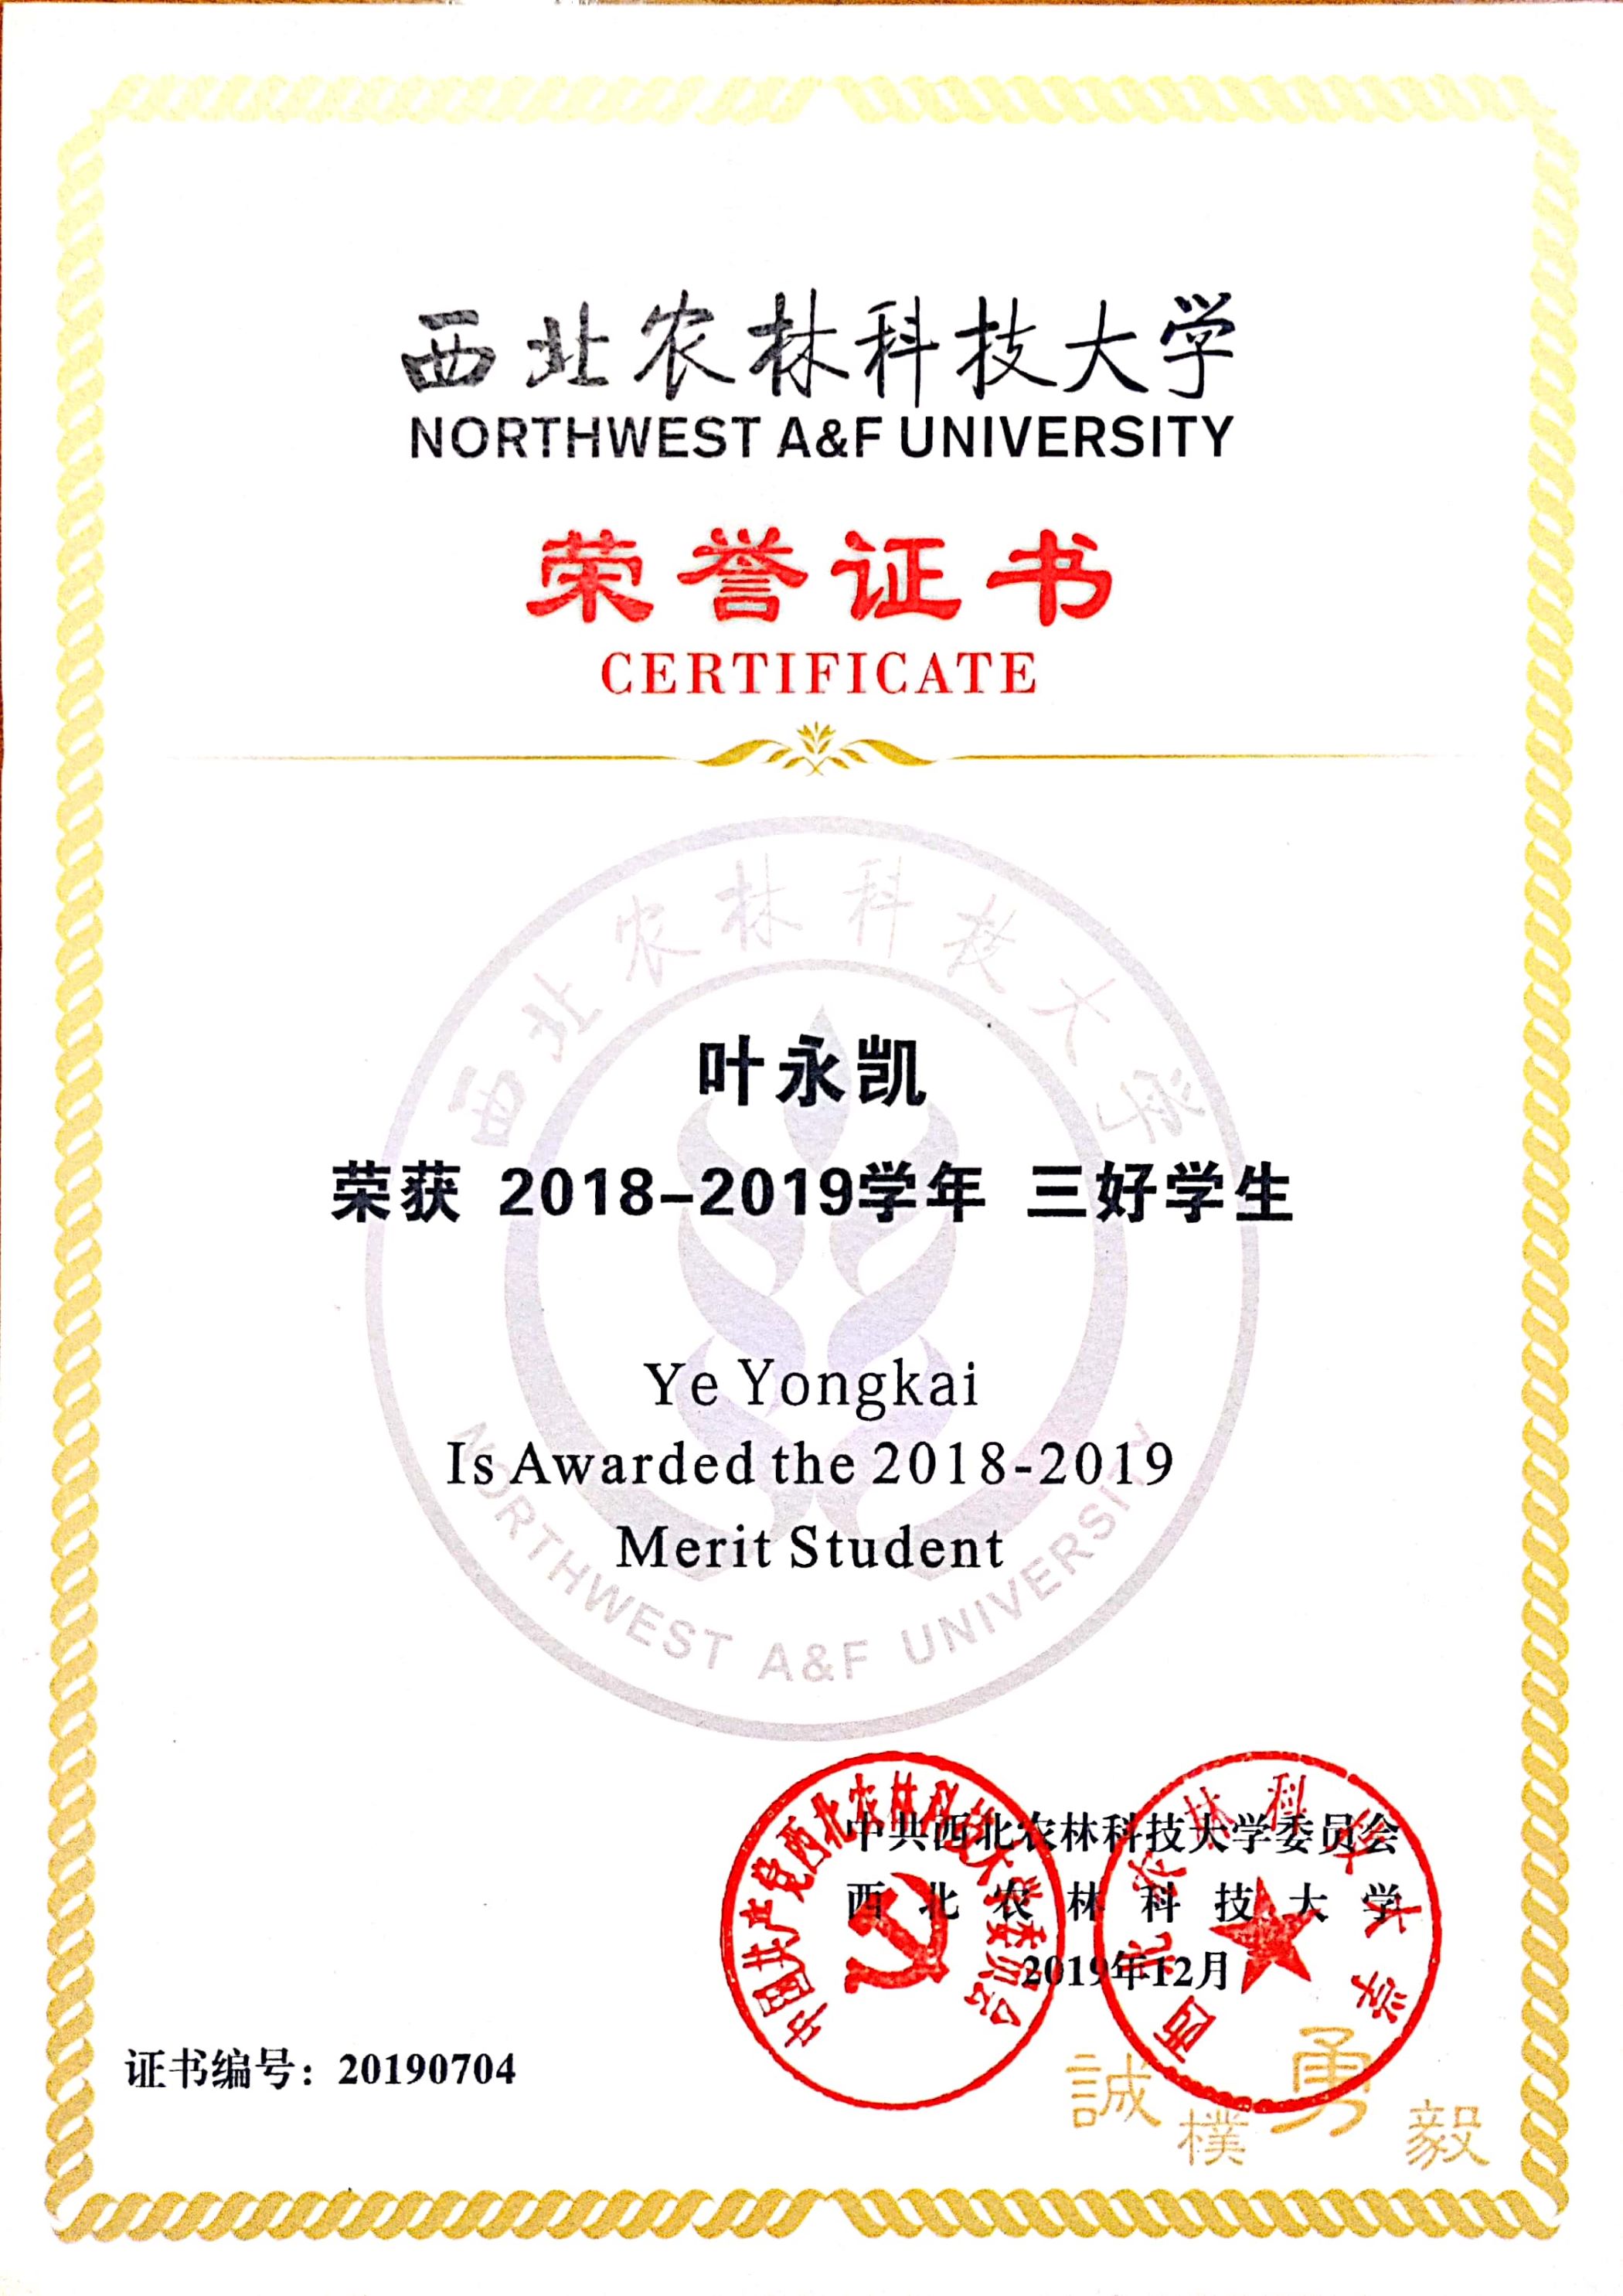 西北农林科技大学
NORTHWEST A&F UNIVERSITY
荣誉证书
CERTIFICATE
西北农林科技大学
叶永凯
荣获 2018-2019学年 三好学生
Ye Yongkai
Is Awarded the 2018-2019
Merit Student
NORTHWEST A&F UNIVERSITY
中国共产党西北农林科技大学委员会
西北农林科技大学
中共西北农林科技大学委员会
西北农林科技大学
2019年12月
证书编号：20190704
誠樸勇毅